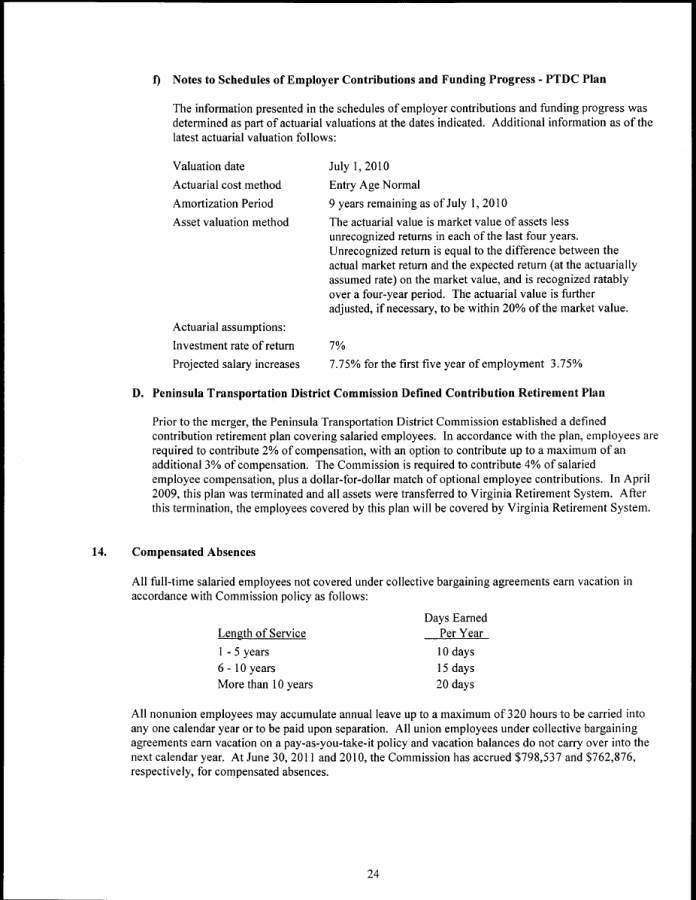 f) Notes to Schedules of Employer Contributions and Funding Progress - PTDC Plan
The information presented in the schedules of employer contributions and funding progress was
determined as part of actuarial valuations at the dates indicated. Additional information as of the
latest actuarial valuation follows:
Valuation date July 1, 2010
Actuarial cost method Entry Age Normal
Amortization Period 9 years remaining as of July 1, 2010
Asset valuation method The actuarial value is market value of assets less
unrecognized returns in each of the last four years.
Unrecognized return is equal to the difference between the
actual market return and the expected return (at the actuarially
assumed rate) on the market value, and is recognized ratably
over a four-year period. The actuarial value is further
adjusted, if necessary, to be within 20% of the market value.
Actuarial assumptions:
Investment rate of return 7%
Projected salary increases 7.75% for the first five year of employment 3.75%
D. Peninsula Transportation District Commission Defined Contribution Retirement Plan
Prior to the merger, the Peninsula Transportation District Commission established a defined
contribution retirement plan covering salaried employees. In accordance with the plan, employees are
required to contribute 2% of compensation, with an option to contribute up to a maximum of an
additional 3% of compensation. The Commission is required to contribute 4% of salaried
employee compensation, plus a dollar-for-dollar match of optional employee contributions. In April
2009, this plan was terminated and all assets were transferred to Virginia Retirement System. After
this termination, the employees covered by this plan will be covered by Virginia Retirement System.
14. Compensated Absences
All full-time salaried employees not covered under collective bargaining agreements earn vacation in
accordance with Commission policy as follows:
Days Earned
Length of Service Per Year
1 - 5 years 10 days
6 - 10 years 15 days
More than 10 years 20 days
All nonunion employees may accumulate annual leave up to a maximum of 320 hours to be carried into
any one calendar year or to be paid upon separation. All union employees under collective bargaining
agreements earn vacation on a pay-as-you-take-it policy and vacation balances do not carry over into the
next calendar year. At June 30, 2011 and 2010, the Commission has accrued $798,537 and $762,876,
respectively, for compensated absences.
24